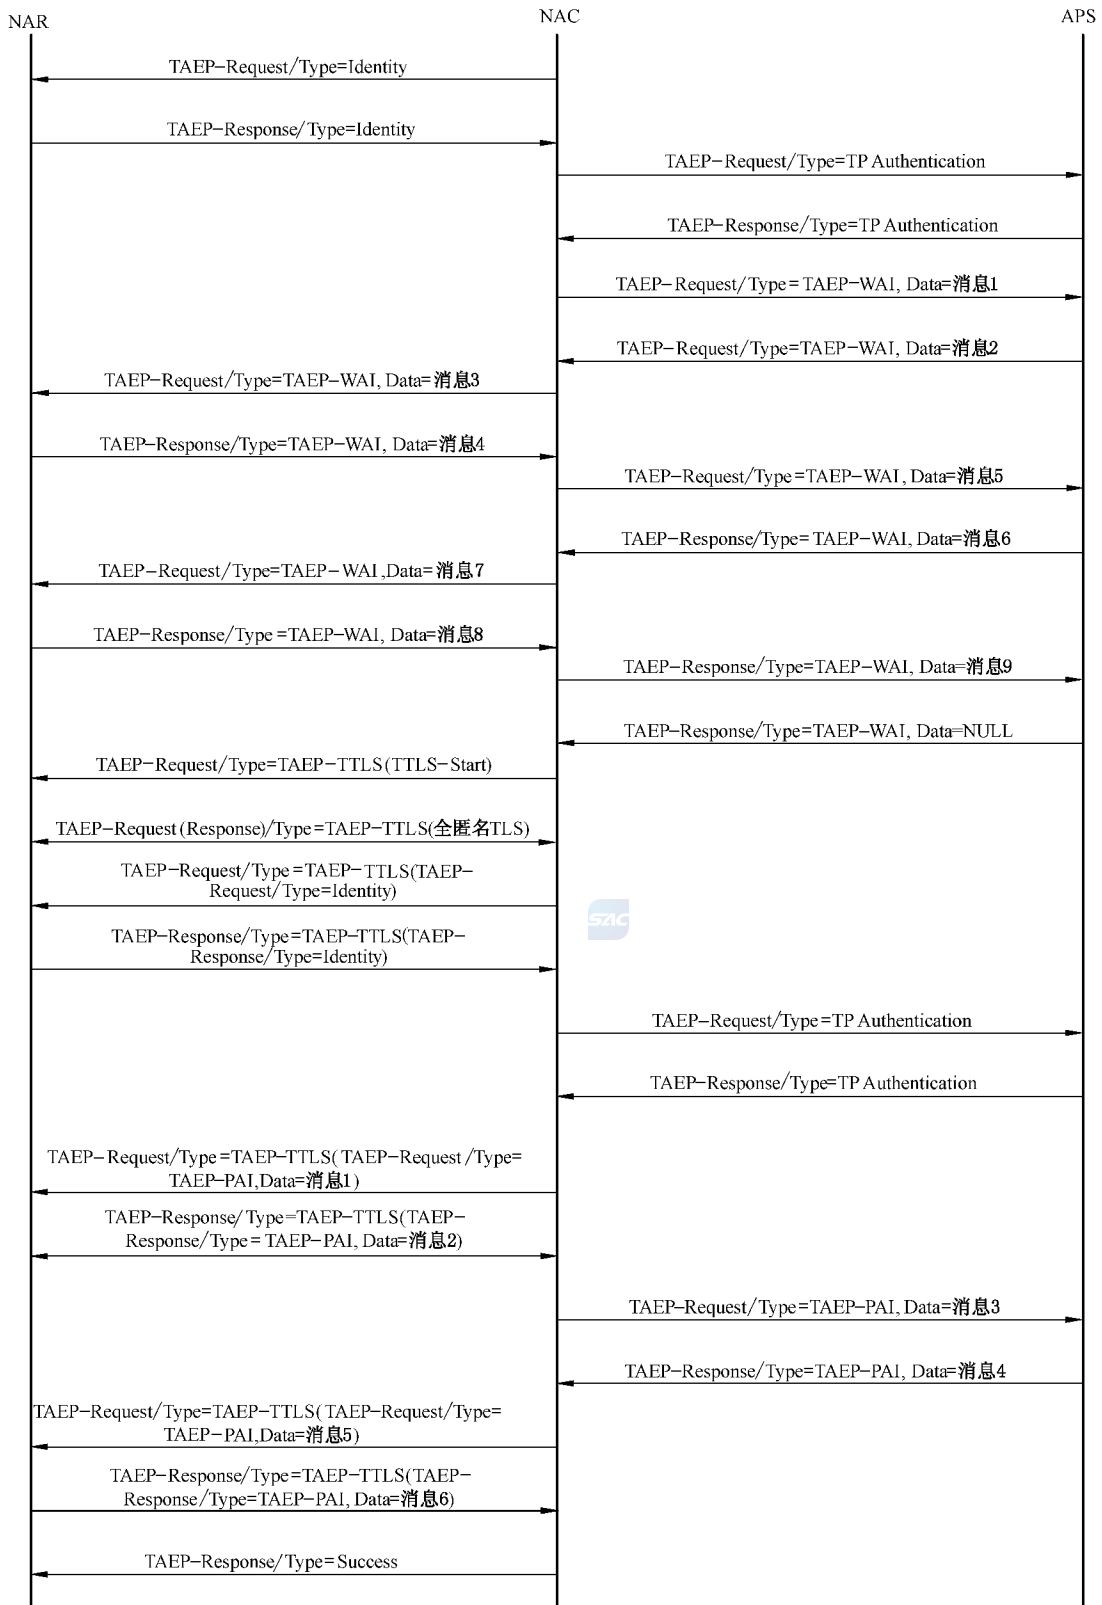 NAR
NAC
APS
TAEP-Request/Type=Identity
TAEP-Response/Type=Identity
TAEP-Request/Type=TP Authentication
TAEP-Response/Type=TP Authentication
TAEP-Request/Type=TAEP-WAI, Data=消息1
TAEP-Request/Type=TAEP-WAI, Data=消息2
TAEP-Request/Type=TAEP-WAI, Data=消息3
TAEP-Response/Type=TAEP-WAI, Data=消息4
TAEP-Request/Type=TAEP-WAI, Data=消息5
TAEP-Response/Type=TAEP-WAI, Data=消息6
TAEP-Request/Type=TAEP-WAI,Data=消息7
TAEP-Response/Type=TAEP-WAI, Data=消息8
TAEP-Response/Type=TAEP-WAI, Data=消息9
TAEP-Response/Type=TAEP-WAI, Data=NULL
TAEP-Request/Type=TAEP-TTLS(TTLS-Start)
TAEP-Request(Response)/Type=TAEP-TTLS(全匿名TLS)
TAEP-Request/Type=TAEP-TTLS(TAEP-
Request/Type=Identity)
SAC
TAEP-Response/Type=TAEP-TTLS(TAEP-
Response/Type=Identity)
TAEP-Request/Type=TP Authentication
TAEP-Response/Type=TP Authentication
TAEP-Request/Type=TAEP-TTLS(TAEP-Request/Type=
TAEP-PAI,Data=消息1)
TAEP-Response/Type=TAEP-TTLS(TAEP-
Response/Type=TAEP-PAI, Data=消息2)
TAEP-Request/Type=TAEP-PAI, Data=消息3
TAEP-Response/Type=TAEP-PAI, Data=消息4
TAEP-Request/Type=TAEP-TTLS(TAEP-Request/Type=
TAEP-PAI,Data=消息5)
TAEP-Response/Type=TAEP-TTLS(TAEP-
Response/Type=TAEP-PAI, Data=消息6)
TAEP-Response/Type=Success